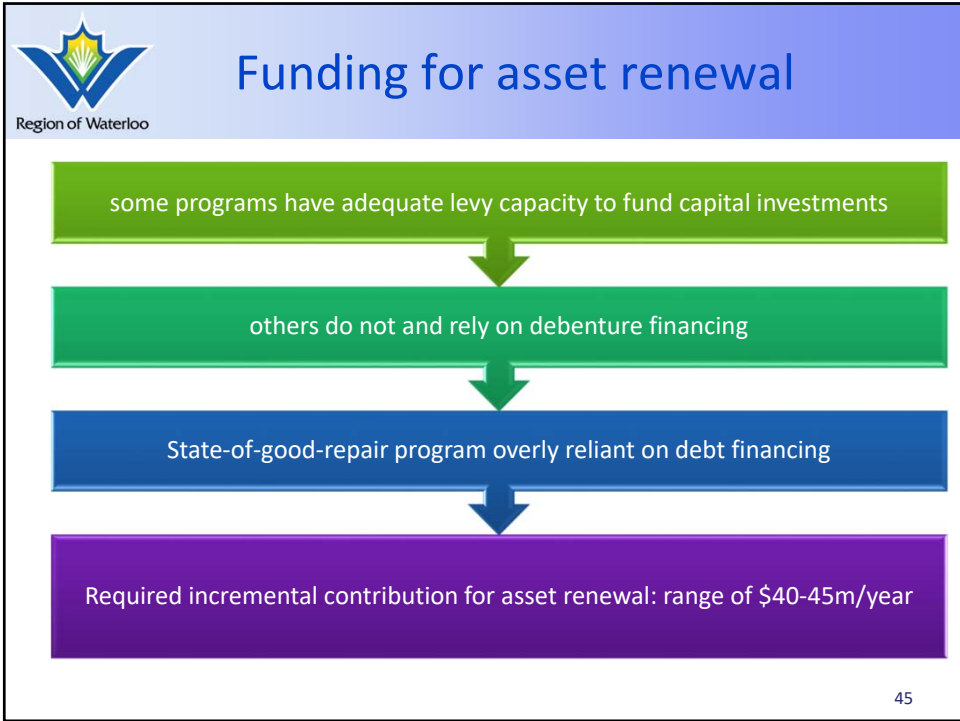 Funding for asset renewal
Region of Waterloo
some programs have adequate levy capacity to fund capital investments
others do not and rely on debenture financing
State-of-good-repair program overly reliant on debt financing
Required incremental contribution for asset renewal: range of $40-45m/year
45